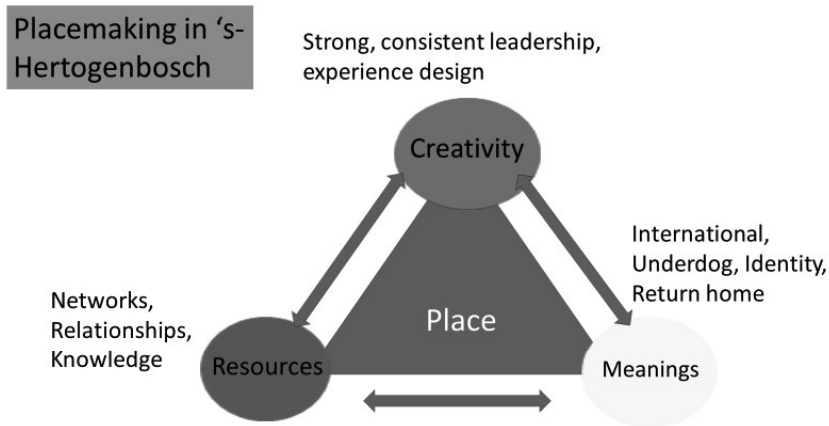 Placemaking in ‘s-
Hertogenbosch
Strong, consistent leadership,
experience design
Creativity
International,
Underdog, Identity,
Return home
Networks,
Relationships,
Knowledge
Place
Resources
Meanings